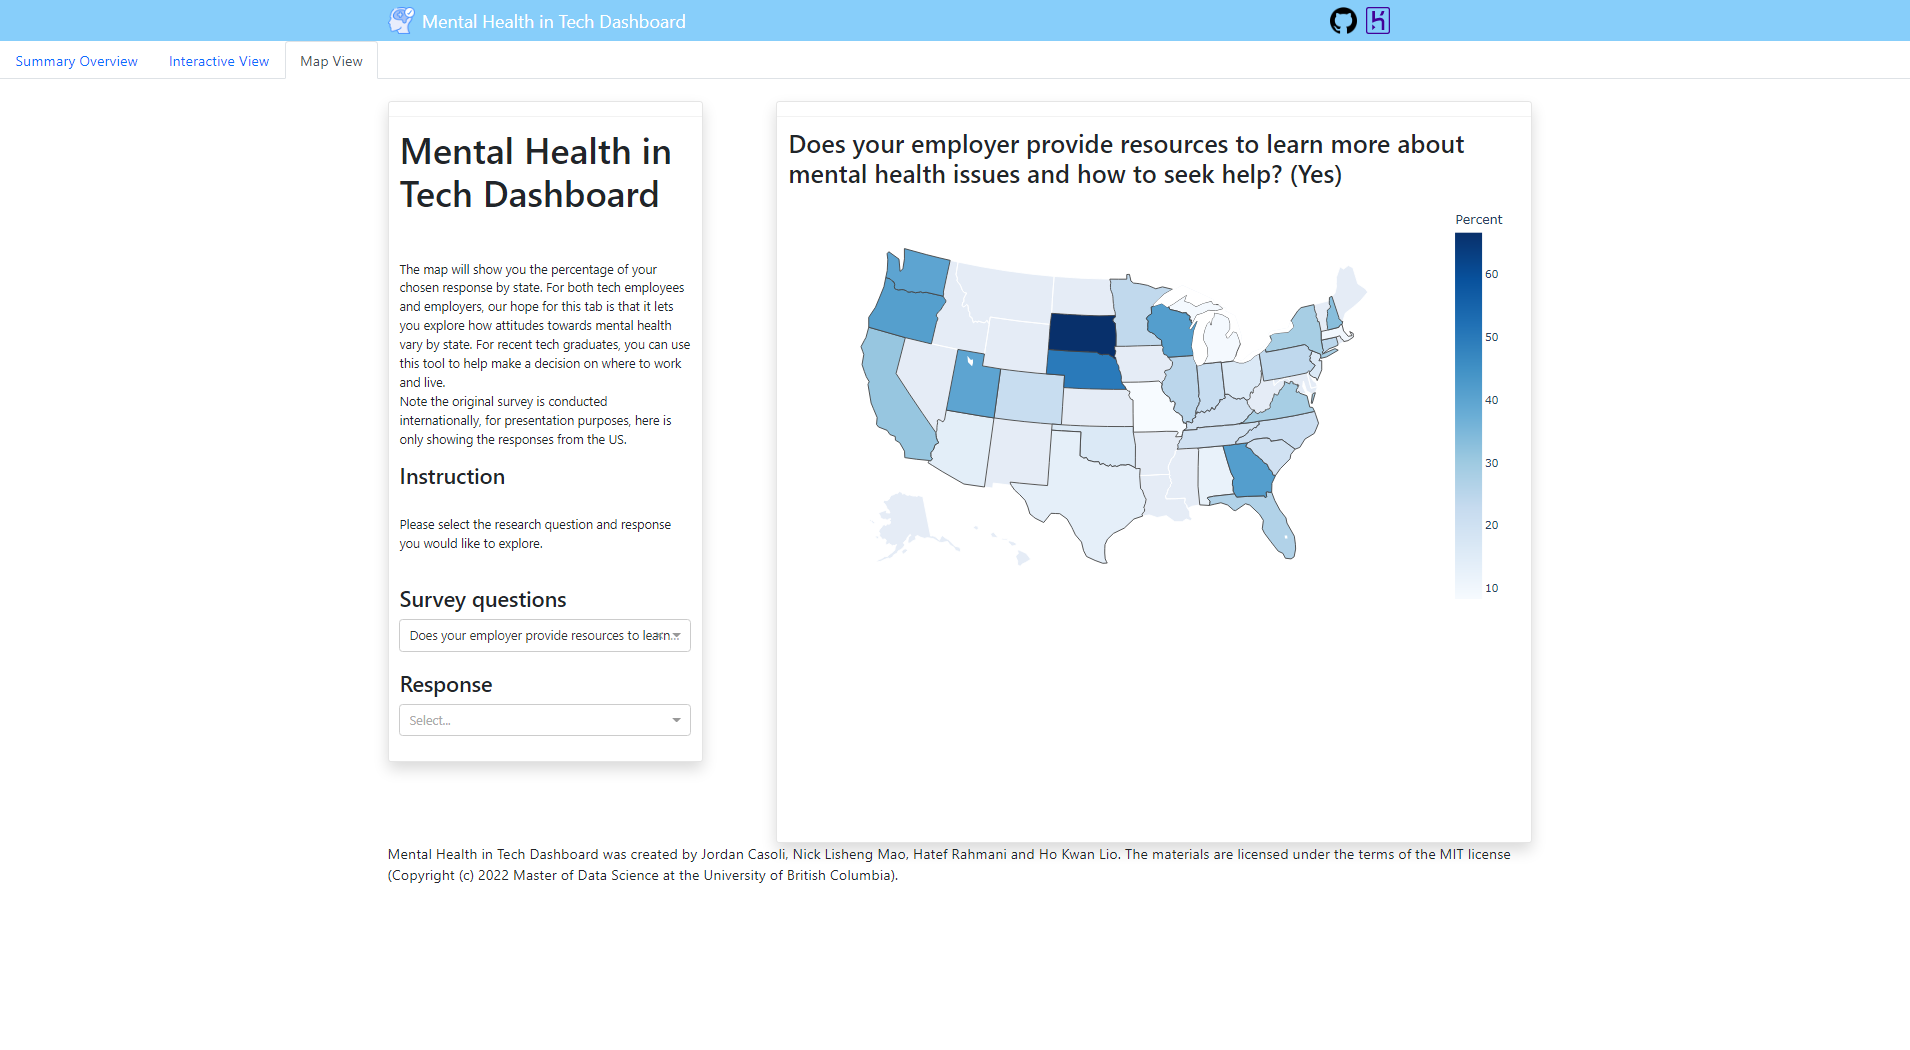 Mental Health in Tech Dashboard
Summary Overview
Interactive View
Map View
Mental Health in
Tech Dashboard
The map will show you the percentage of your
chosen response by state. For both tech employees
and employers, our hope for this tab is that it lets
you explore how attitudes towards mental health
vary by state. For recent tech graduates, you can use
this tool to help make a decision on where to work
and live.
Note the original survey is conducted
internationally, for presentation purposes, here is
only showing the responses from the US.
Instruction
Please select the research question and response
you would like to explore.
Survey questions
Does your employer provide resources to learn...
Response
Select...
Does your employer provide resources to learn more about
mental health issues and how to seek help? (Yes)
Percent
60
50
40
30
20
10
Mental Health in Tech Dashboard was created by Jordan Casoli, Nick Lisheng Mao, Hatef Rahmani and Ho Kwan Lio. The materials are licensed under the terms of the MIT license
(Copyright (c) 2022 Master of Data Science at the University of British Columbia).